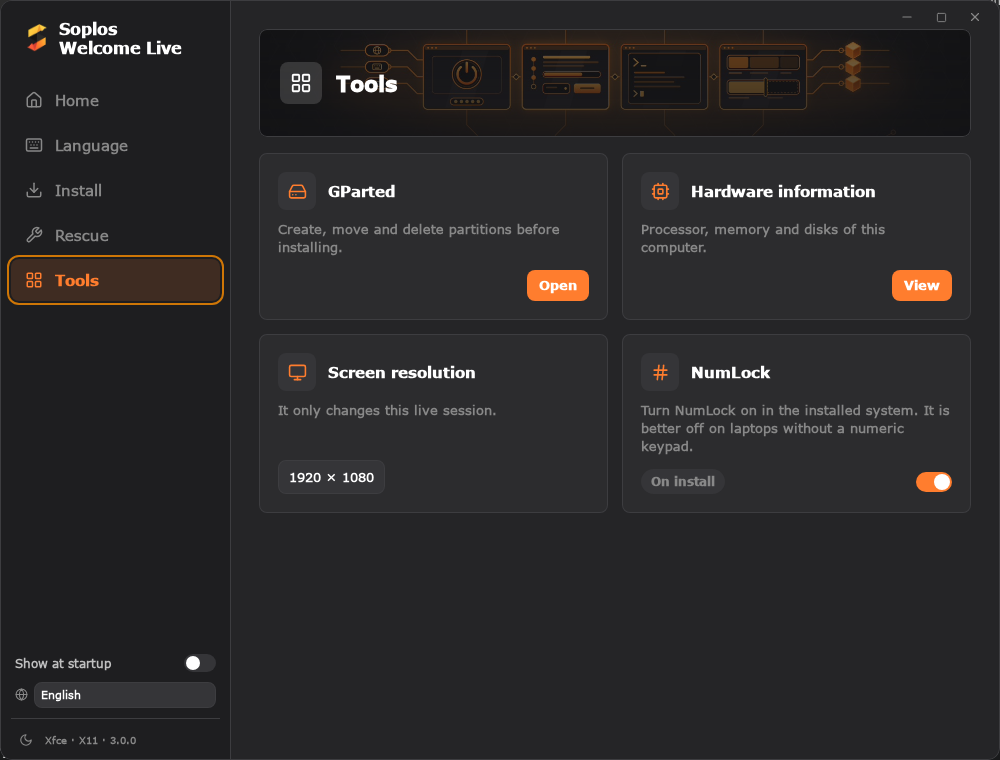 Soplos
Welcome Live
Home
Language
Install
Rescue
Tools
Show at startup
English
Xfce · X11 · 3.0.0
Tools
GParted
Create, move and delete partitions before
installing.
Open
Hardware information
Processor, memory and disks of this
computer.
View
Screen resolution
It only changes this live session.
1920 × 1080
NumLock
Turn NumLock on in the installed system. It is
better off on laptops without a numeric
keypad.
On install